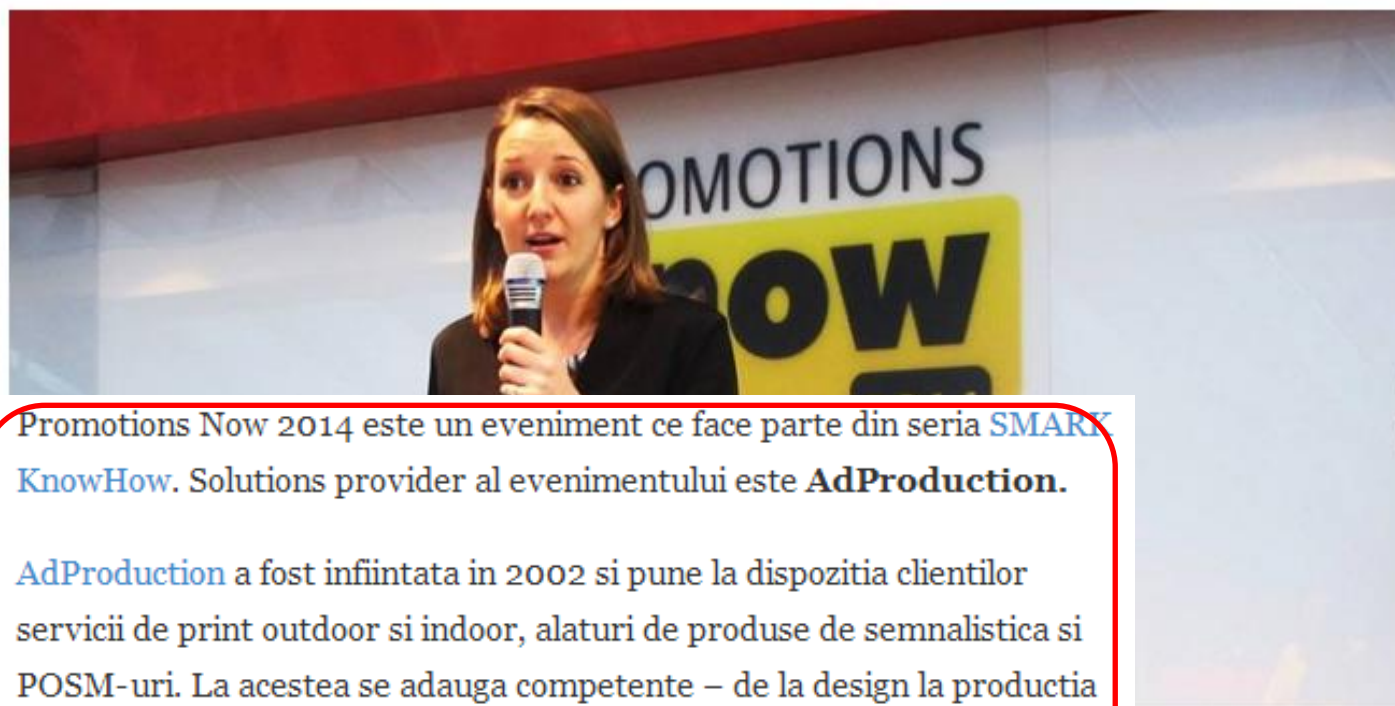 OMOTIONS
now
Promotions Now 2014 este un eveniment ce face parte din seria SMARK
KnowHow. Solutions provider al evenimentului este AdProduction.
AdProduction a fost infiintata in 2002 si pune la dispozitia clientilor
servicii de print outdoor si indoor, alaturi de produse de semnalistica si
POSM-uri. La acestea se adauga competente – de la design la productia